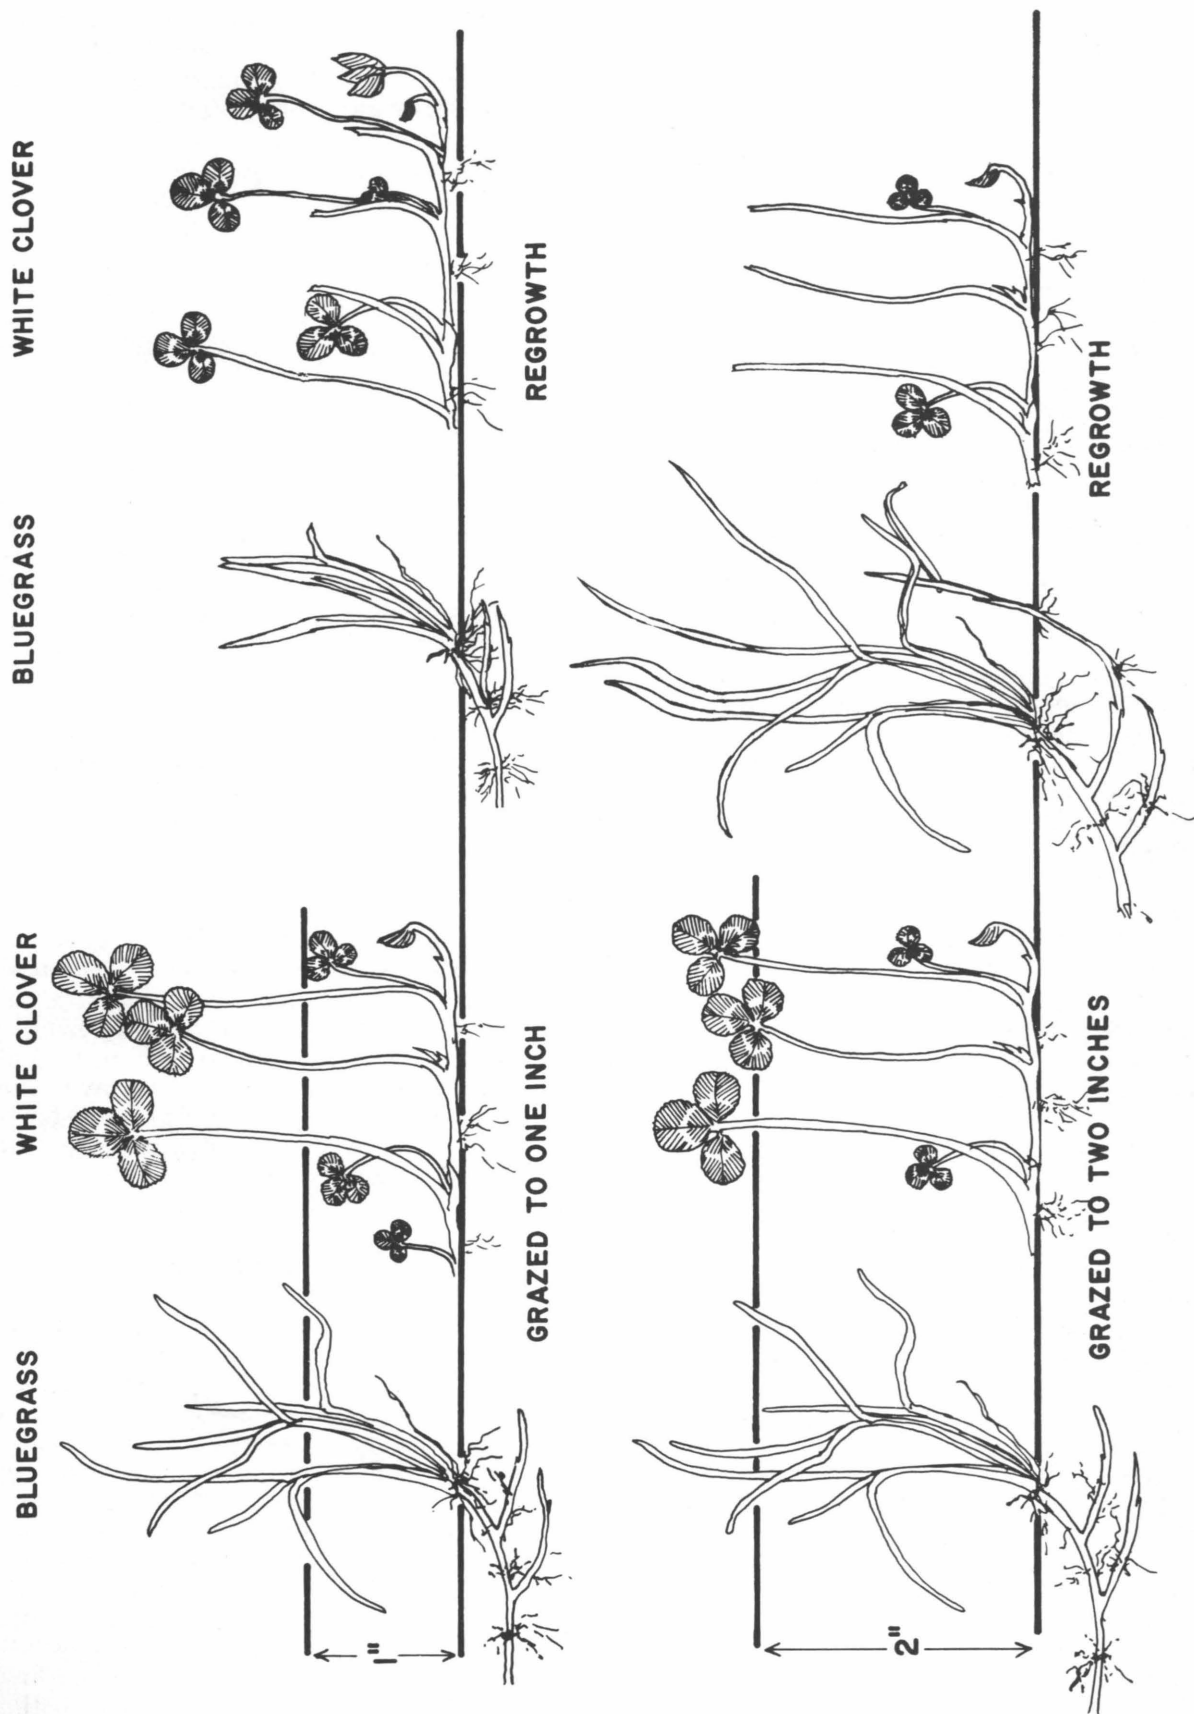 BLUEGRASS WHITE CLOVER BLUEGRASS WHITE CLOVER
1"
GRAZED TO ONE INCH REGROWTH
2"
GRAZED TO TWO INCHES REGROWTH